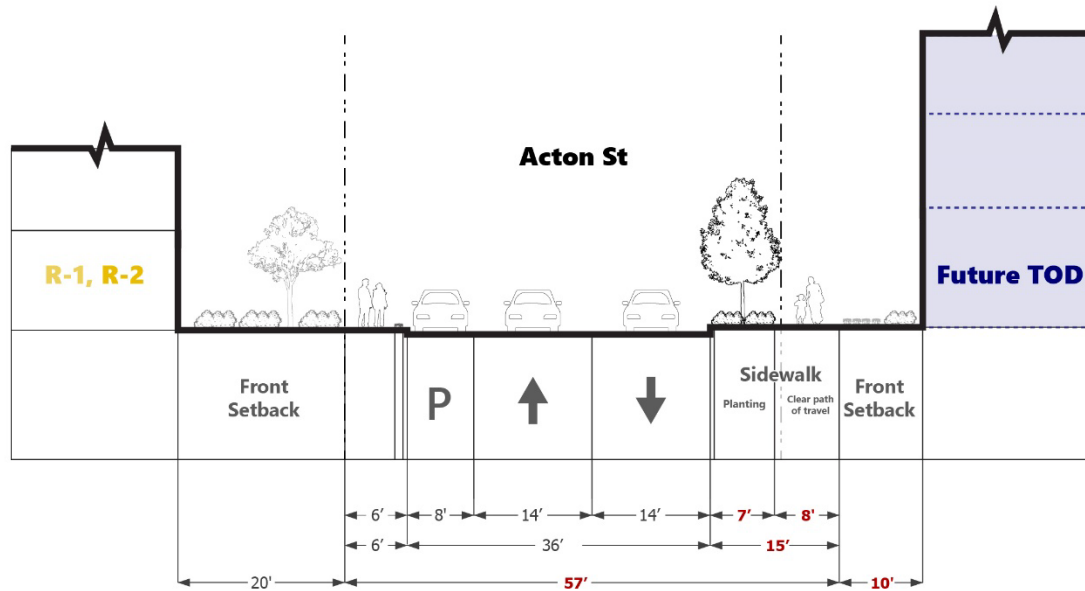 Acton St
R-1, R-2
Future TOD
Front
Setback
P
Sidewalk
Planting
Clear path
of travel
Front
Setback
6’ 8' 14’ 14’ 7’ 8'
6’ 36’ 15’
20' 57’ 10'